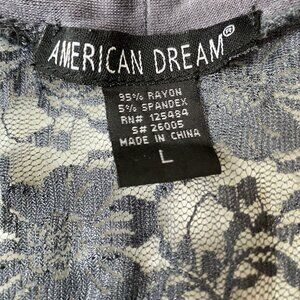 AMERICAN DREAM®
95% RAYON
5% SPANDEX
RN# 125484
S# 26005
MADE IN CHINA
L